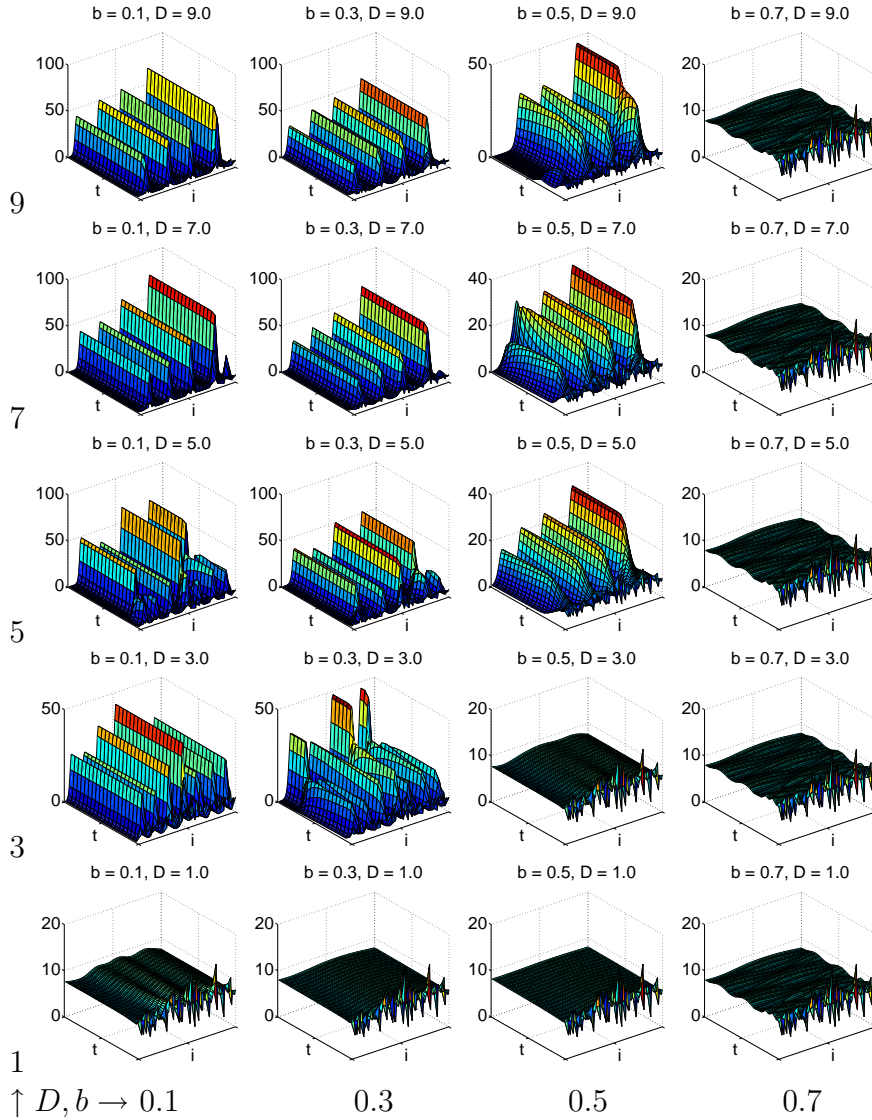 b = 0.1, D = 9.0 b = 0.3, D = 9.0 b = 0.5, D = 9.0 b = 0.7, D = 9.0
100 50 0 t i 100 50 0 t i 50 0 t i 20 10 0 t i
9
b = 0.1, D = 7.0 b = 0.3, D = 7.0 b = 0.5, D = 7.0 b = 0.7, D = 7.0
100 50 0 t i 100 50 0 t i 40 20 0 t i 20 10 0 t i
7
b = 0.1, D = 5.0 b = 0.3, D = 5.0 b = 0.5, D = 5.0 b = 0.7, D = 5.0
100 50 0 t i 100 50 0 t i 40 20 0 t i 20 10 0 t i
5
b = 0.1, D = 3.0 b = 0.3, D = 3.0 b = 0.5, D = 3.0 b = 0.7, D = 3.0
50 0 t i 50 0 t i 20 10 0 t i 20 10 0 t i
3
b = 0.1, D = 1.0 b = 0.3, D = 1.0 b = 0.5, D = 1.0 b = 0.7, D = 1.0
20 10 0 t i 20 10 0 t i 20 10 0 t i 20 10 0 t i
1
↑ D, b → 0.1 0.3 0.5 0.7